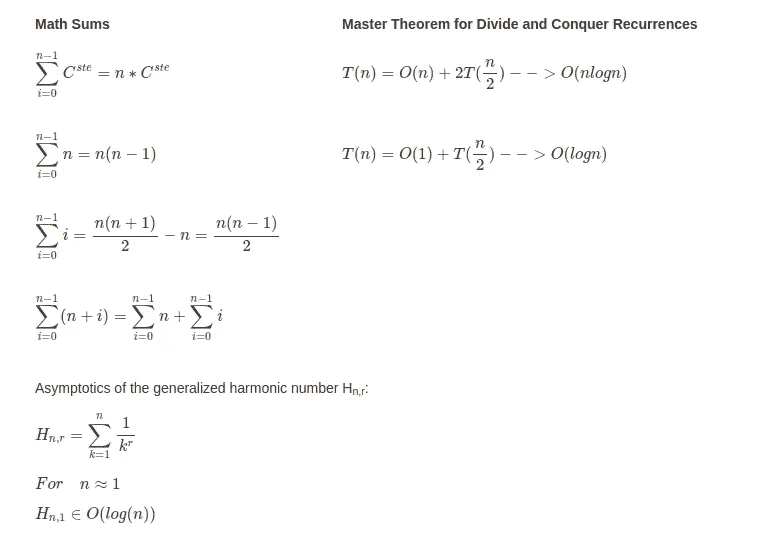 Math Sums
\sum_{i=0}^{n-1} C^{ste} = n * C^{ste}
\sum_{i=0}^{n-1} n = n(n − 1)
\sum_{i=0}^{n-1} i = \frac{n(n + 1)}{2} − n = \frac{n(n − 1)}{2}
\sum_{i=0}^{n-1} (n + i) = \sum_{i=0}^{n-1} n + \sum_{i=0}^{n-1} i
Master Theorem for Divide and Conquer Recurrences
T(n) = O(n) + 2T(\frac{n}{2}) − − > O(nlogn)
T(n) = O(1) + T(\frac{n}{2}) − − > O(logn)
Asymptotics of the generalized harmonic number H_{n,r}:
H_{n,r} = \sum_{k=1}^{n} \frac{1}{k^r}
For n ≈ 1
H_{n,1} ∈ O(log(n))